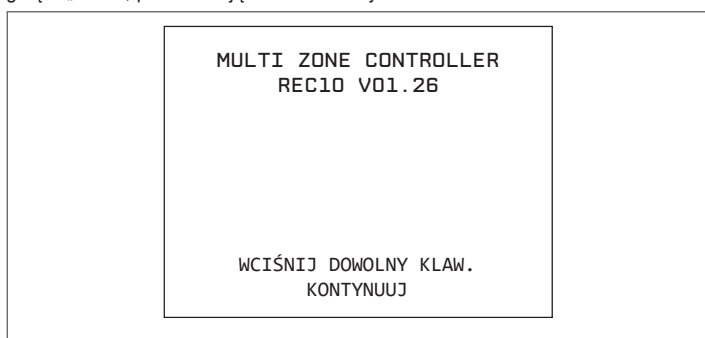 MULTI ZONE CONTROLLER
REC10 V01.26
WCIŚNIJ DOWOLNY KLAW.
KONTYNUUJ